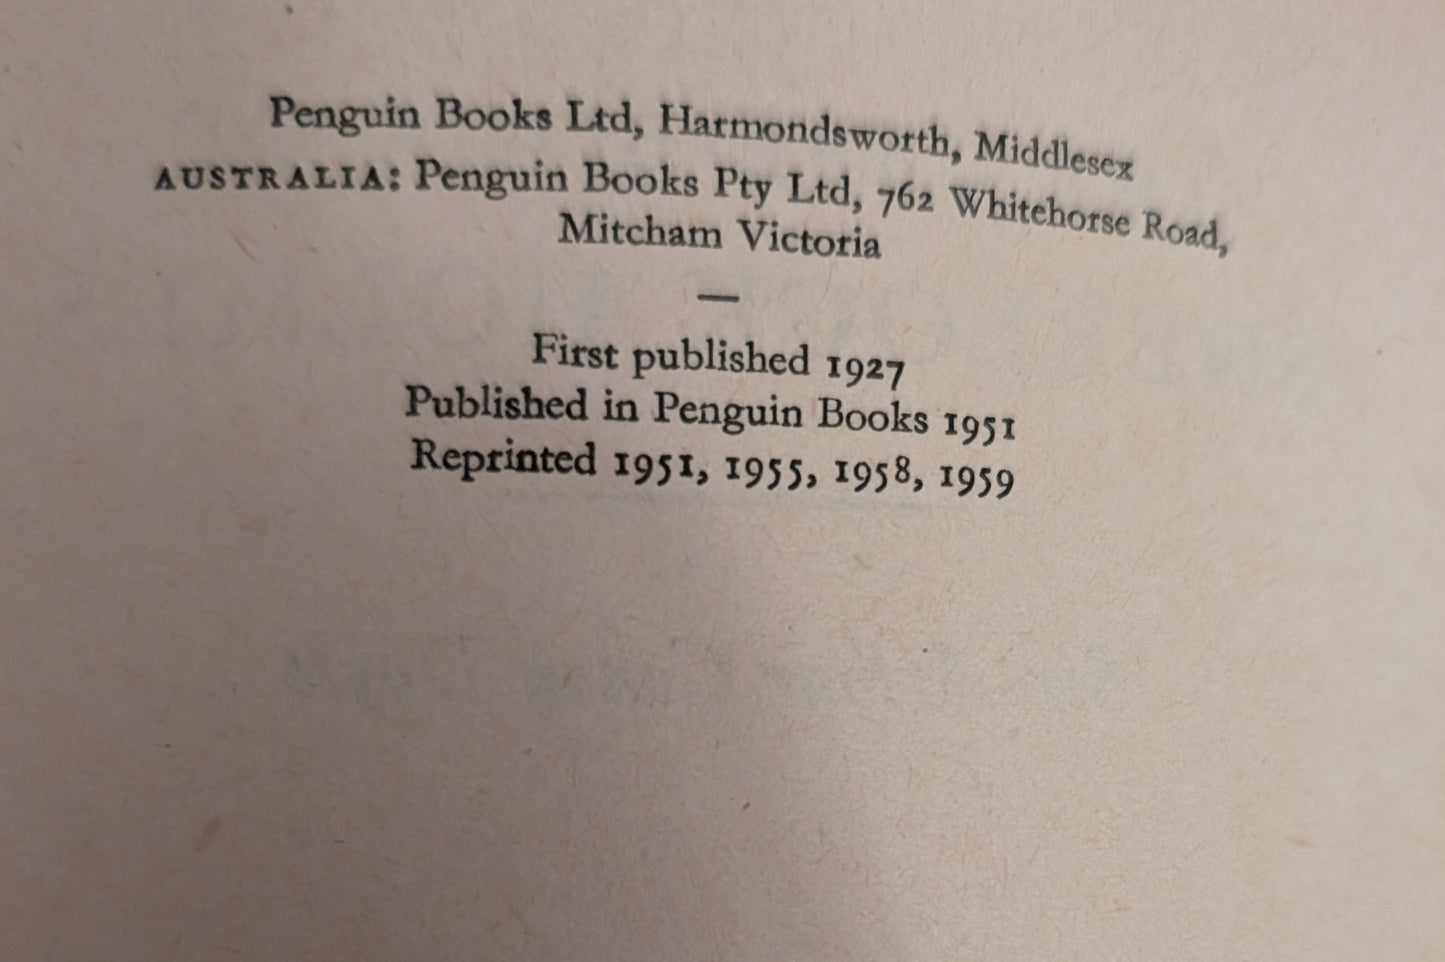 Penguin Books Ltd, Harmondsworth, Middlesex
AUSTRALIA: Penguin Books Pty Ltd, 762 Whitehorse Road,
Mitcham Victoria
—
First published 1927
Published in Penguin Books 1951
Reprinted 1951, 1955, 1958, 1959